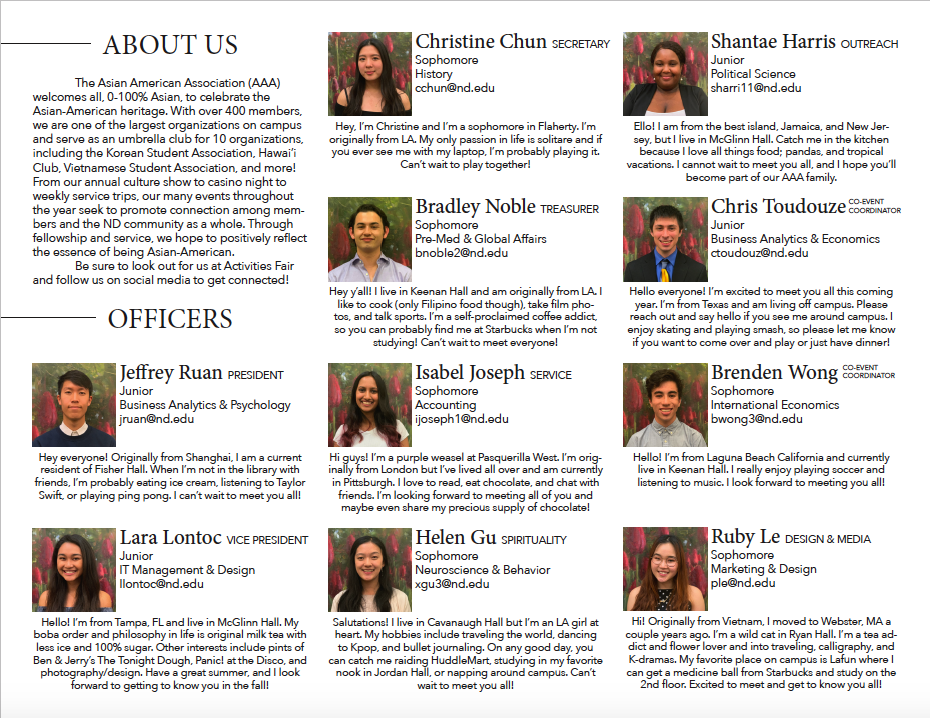 ABOUT US
The Asian American Association (AAA)
welcomes all, 0-100% Asian, to celebrate the
Asian-American heritage. With over 400 members,
we are one of the largest organizations on campus
and serve as an umbrella club for 10 organizations,
including the Korean Student Association, Hawai‘i
Club, Vietnamese Student Association, and more!
From our annual culture show to casino night to
weekly service trips, our many events throughout
the year seek to promote connection among mem-
bers and the ND community as a whole. Through
fellowship and service, we hope to positively reflect
the essence of being Asian-American.
Be sure to look out for us at Activities Fair
and follow us on social media to get connected!
OFFICERS
Jeffrey Ruan PRESIDENT
Junior
Business Analytics & Psychology
jruan@nd.edu
Hey everyone! Originally from Shanghai, I am a current
resident of Fisher Hall. When I’m not in the library with
friends, I’m probably eating ice cream, listening to Taylor
Swift, or playing ping pong. I can’t wait to meet you all!
Lara Lontoc VICE PRESIDENT
Junior
IT Management & Design
llontoc@nd.edu
Hello! I’m from Tampa, FL and live in McGlinn Hall. My
boba order and philosophy in life is original milk tea with
less ice and 100% sugar. Other interests include pints of
Ben & Jerry’s The Tonight Dough, Panic! at the Disco, and
photography/design. Have a great summer, and I look
forward to getting to know you in the fall!
Christine Chun SECRETARY
Sophomore
History
cchun@nd.edu
Hey, I’m Christine and I’m a sophomore in Flaherty. I’m
originally from LA. My only passion in life is solitare and if
you ever see me with my laptop, I’m probably playing it.
Can’t wait to play together!
Bradley Noble TREASURER
Sophomore
Pre-Med & Global Affairs
bnoble2@nd.edu
Hey y’all! I live in Keenan Hall and am originally from LA. I
like to cook (only Filipino food though), take film pho-
tos, and talk sports. I’m a self-proclaimed coffee addict,
so you can probably find me at Starbucks when I’m not
studying! Can’t wait to meet everyone!
Isabel Joseph SERVICE
Sophomore
Accounting
ijoseph1@nd.edu
Hi guys! I’m a purple weasel at Pasquerilla West. I’m orig-
inally from London but I’ve lived all over and am currently
in Pittsburgh. I love to read, eat chocolate, and chat with
friends. I’m looking forward to meeting all of you and
maybe even share my precious supply of chocolate!
Helen Gu SPIRITUALITY
Sophomore
Neuroscience & Behavior
xgu3@nd.edu
Salutations! I live in Cavanaugh Hall but I’m an LA girl at
heart. My hobbies include traveling the world, dancing
to Kpop, and bullet journaling. On any good day, you
can catch me raiding HuddleMart, studying in my favorite
nook in Jordan Hall, or napping around campus. Can’t
wait to meet you all!
Shantae Harris OUTREACH
Junior
Political Science
sharri11@nd.edu
Ello! I am from the best island, Jamaica, and New Jer-
sey, but I live in McGlinn Hall. Catch me in the kitchen
because I love all things food; pandas, and tropical
vacations. I cannot wait to meet you all, and I hope you’ll
become part of our AAA family.
Chris Toudouze CO-EVENT
COORDINATOR
Junior
Business Analytics & Economics
ctoudouz@nd.edu
Hello everyone! I’m excited to meet you all this coming
year. I’m from Texas and am living off campus. Please
reach out and say hello if you see me around campus. I
enjoy skating and playing smash, so please let me know
if you want to come over and play or just have dinner!
Brenden Wong CO-EVENT
COORDINATOR
Sophomore
International Economics
bwong3@nd.edu
Hello! I’m from Laguna Beach California and currently
live in Keenan Hall. I really enjoy playing soccer and
listening to music. I look forward to meeting you all!
Ruby Le DESIGN & MEDIA
Sophomore
Marketing & Design
ple@nd.edu
Hi! Originally from Vietnam, I moved to Webster, MA a
couple years ago. I’m a wild cat in Ryan Hall. I’m a tea ad-
dict and flower lover and into traveling, calligraphy, and
K-dramas. My favorite place on campus is Lafun where I
can get a medicine ball from Starbucks and study on the
2nd floor. Excited to meet and get to know you all!